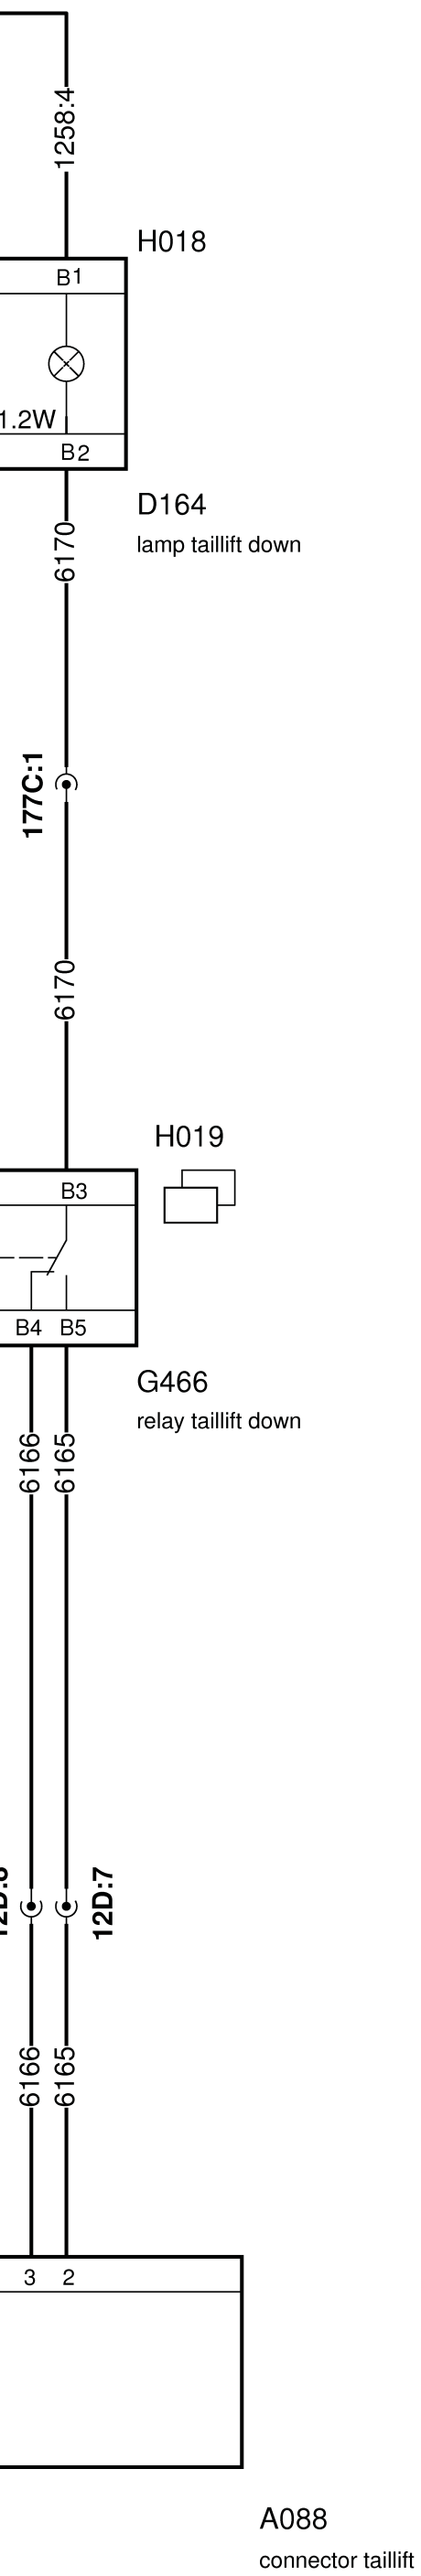 1258:4
H018
B1
1.2W
B2
D164
lamp taillift down
6170
177C:1
6170
H019
B3
B4 B5
G466
relay taillift down
6166 6165
12D:7
6166 6165
3 2
A088
connector taillift